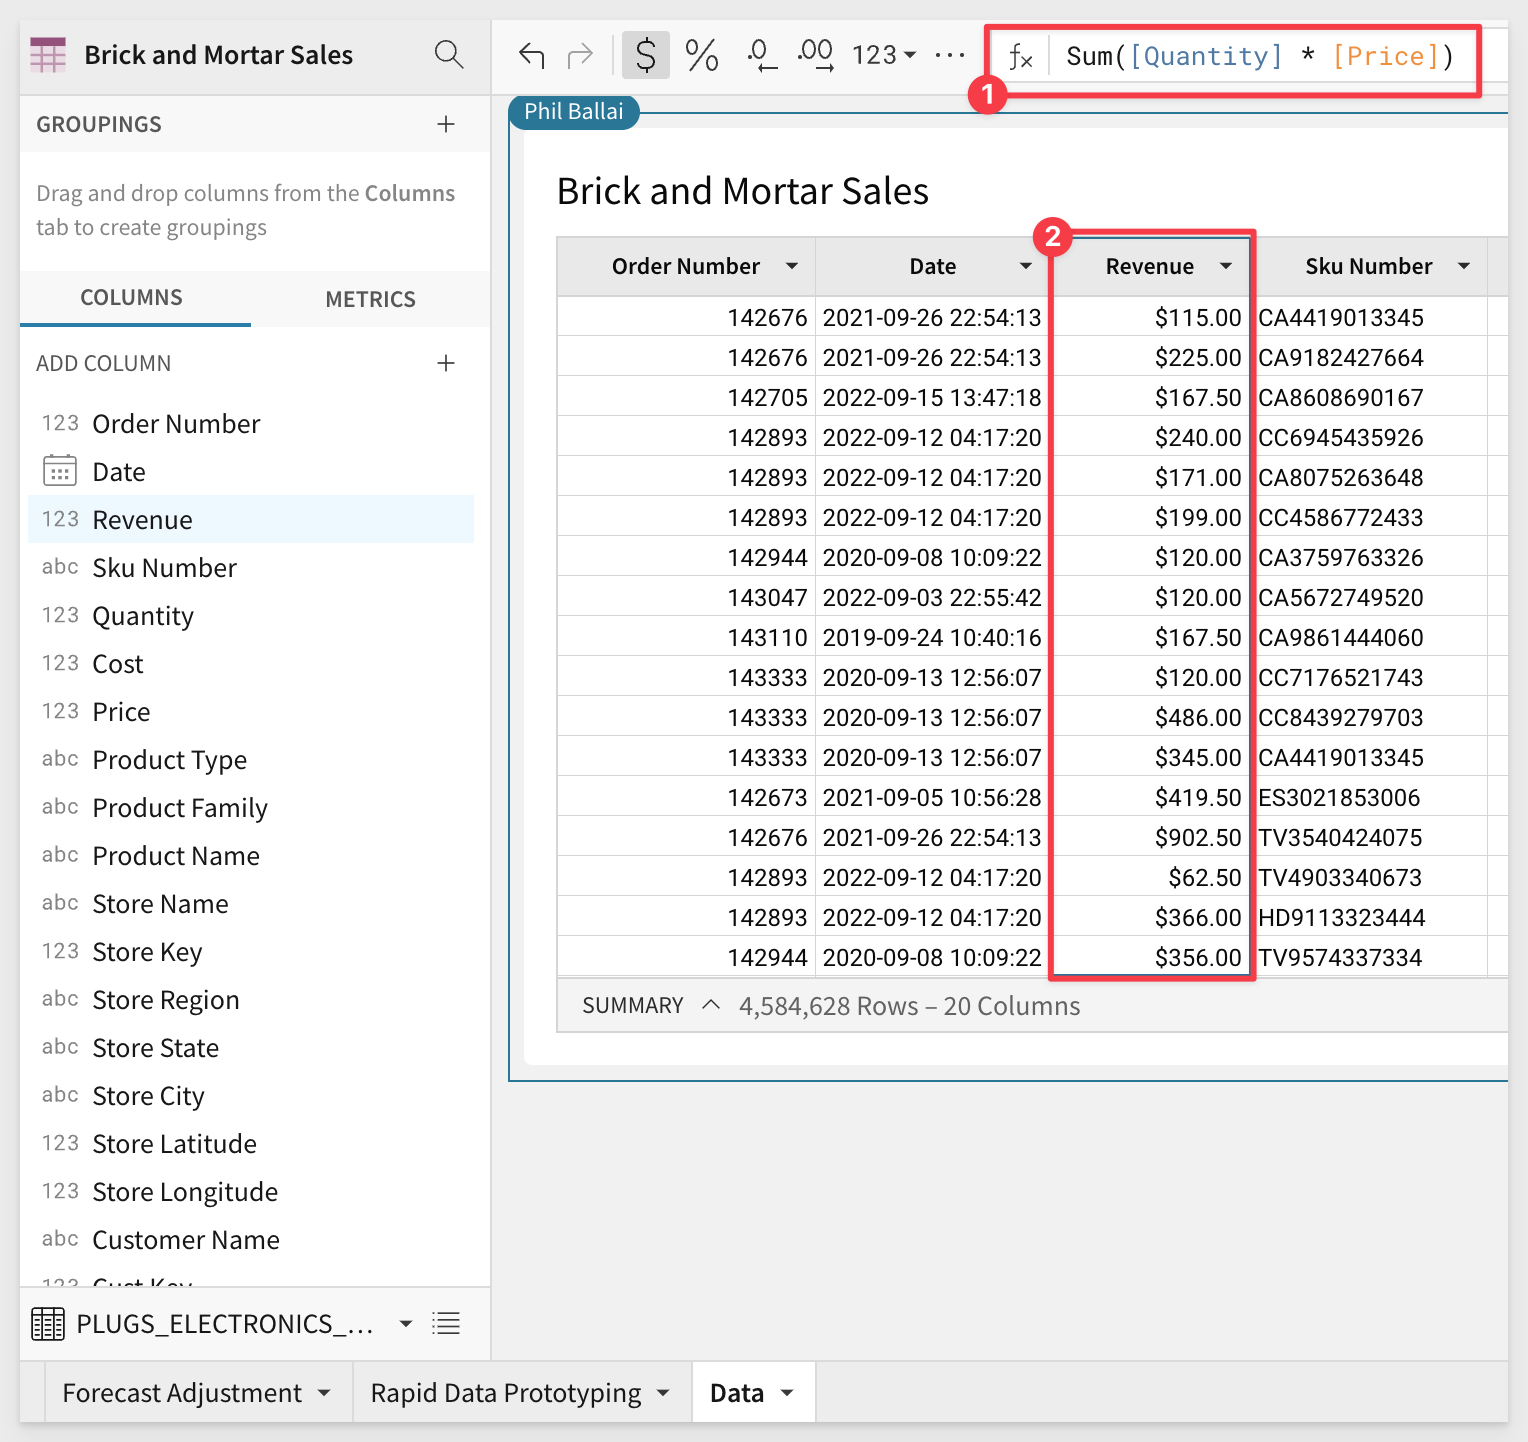 Brick and Mortar Sales
$ % .0 .00 123 ...
fx Sum([Quantity] * [Price])
1
GROUPINGS +
Drag and drop columns from the Columns
tab to create groupings
COLUMNS METRICS
ADD COLUMN +
123 Order Number
Date
123 Revenue
abc Sku Number
123 Quantity
123 Cost
123 Price
abc Product Type
abc Product Family
abc Product Name
abc Store Name
123 Store Key
abc Store Region
abc Store State
abc Store City
123 Store Latitude
123 Store Longitude
abc Customer Name
123 Cust Key
PLUGS_ELECTRONICS_...
Phil Ballai
Brick and Mortar Sales
2
Order Number Date Revenue Sku Number
142676 2021-09-26 22:54:13 $115.00 CA4419013345
142676 2021-09-26 22:54:13 $225.00 CA9182427664
142705 2022-09-15 13:47:18 $167.50 CA8608690167
142893 2022-09-12 04:17:20 $240.00 CC6945435926
142893 2022-09-12 04:17:20 $171.00 CA8075263648
142893 2022-09-12 04:17:20 $199.00 CC4586772433
142944 2020-09-08 10:09:22 $120.00 CA3759763326
143047 2022-09-03 22:55:42 $120.00 CA5672749520
143110 2019-09-24 10:40:16 $167.50 CA9861444060
143333 2020-09-13 12:56:07 $120.00 CC7176521743
143333 2020-09-13 12:56:07 $486.00 CC8439279703
143333 2020-09-13 12:56:07 $345.00 CA4419013345
142673 2021-09-05 10:56:28 $419.50 ES3021853006
142676 2021-09-26 22:54:13 $902.50 TV3540424075
142893 2022-09-12 04:17:20 $62.50 TV4903340673
142893 2022-09-12 04:17:20 $366.00 HD9113323444
142944 2020-09-08 10:09:22 $356.00 TV9574337334
SUMMARY 4,584,628 Rows – 20 Columns
Forecast Adjustment Rapid Data Prototyping Data